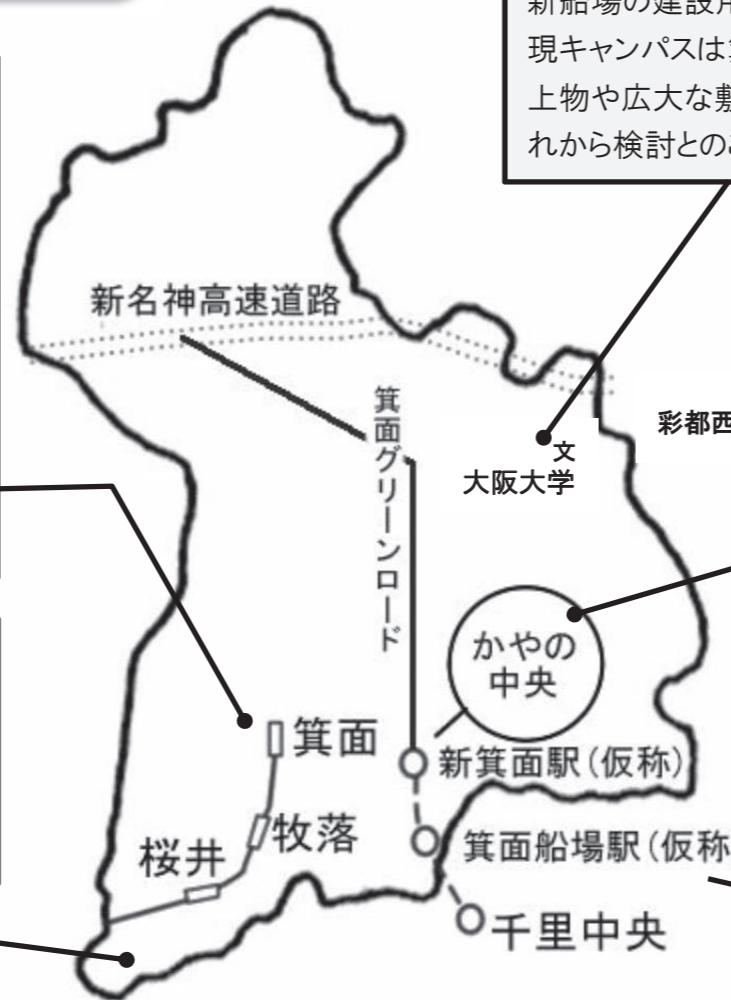 新船場の建設用
現キャンパスは
上物や広大な敷
れから検討との
新名神高速道路
箕面グリーンロード
彩都西
文
大阪大学
かやの
中央
箕面
新箕面駅（仮称）
牧落
桜井
箕面船場駅（仮称
千里中央